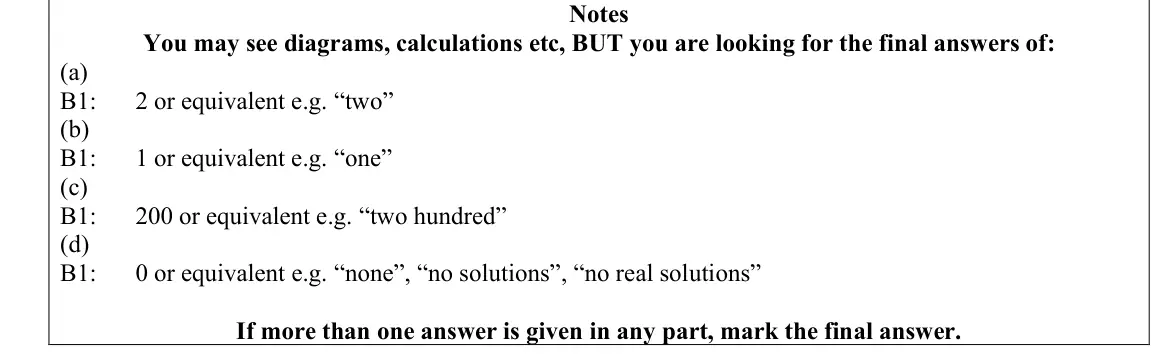 Notes
You may see diagrams, calculations etc, BUT you are looking for the final answers of:
(a)
B1: 2 or equivalent e.g. “two”
(b)
B1: 1 or equivalent e.g. “one”
(c)
B1: 200 or equivalent e.g. “two hundred”
(d)
B1: 0 or equivalent e.g. “none”, “no solutions”, “no real solutions”
If more than one answer is given in any part, mark the final answer.